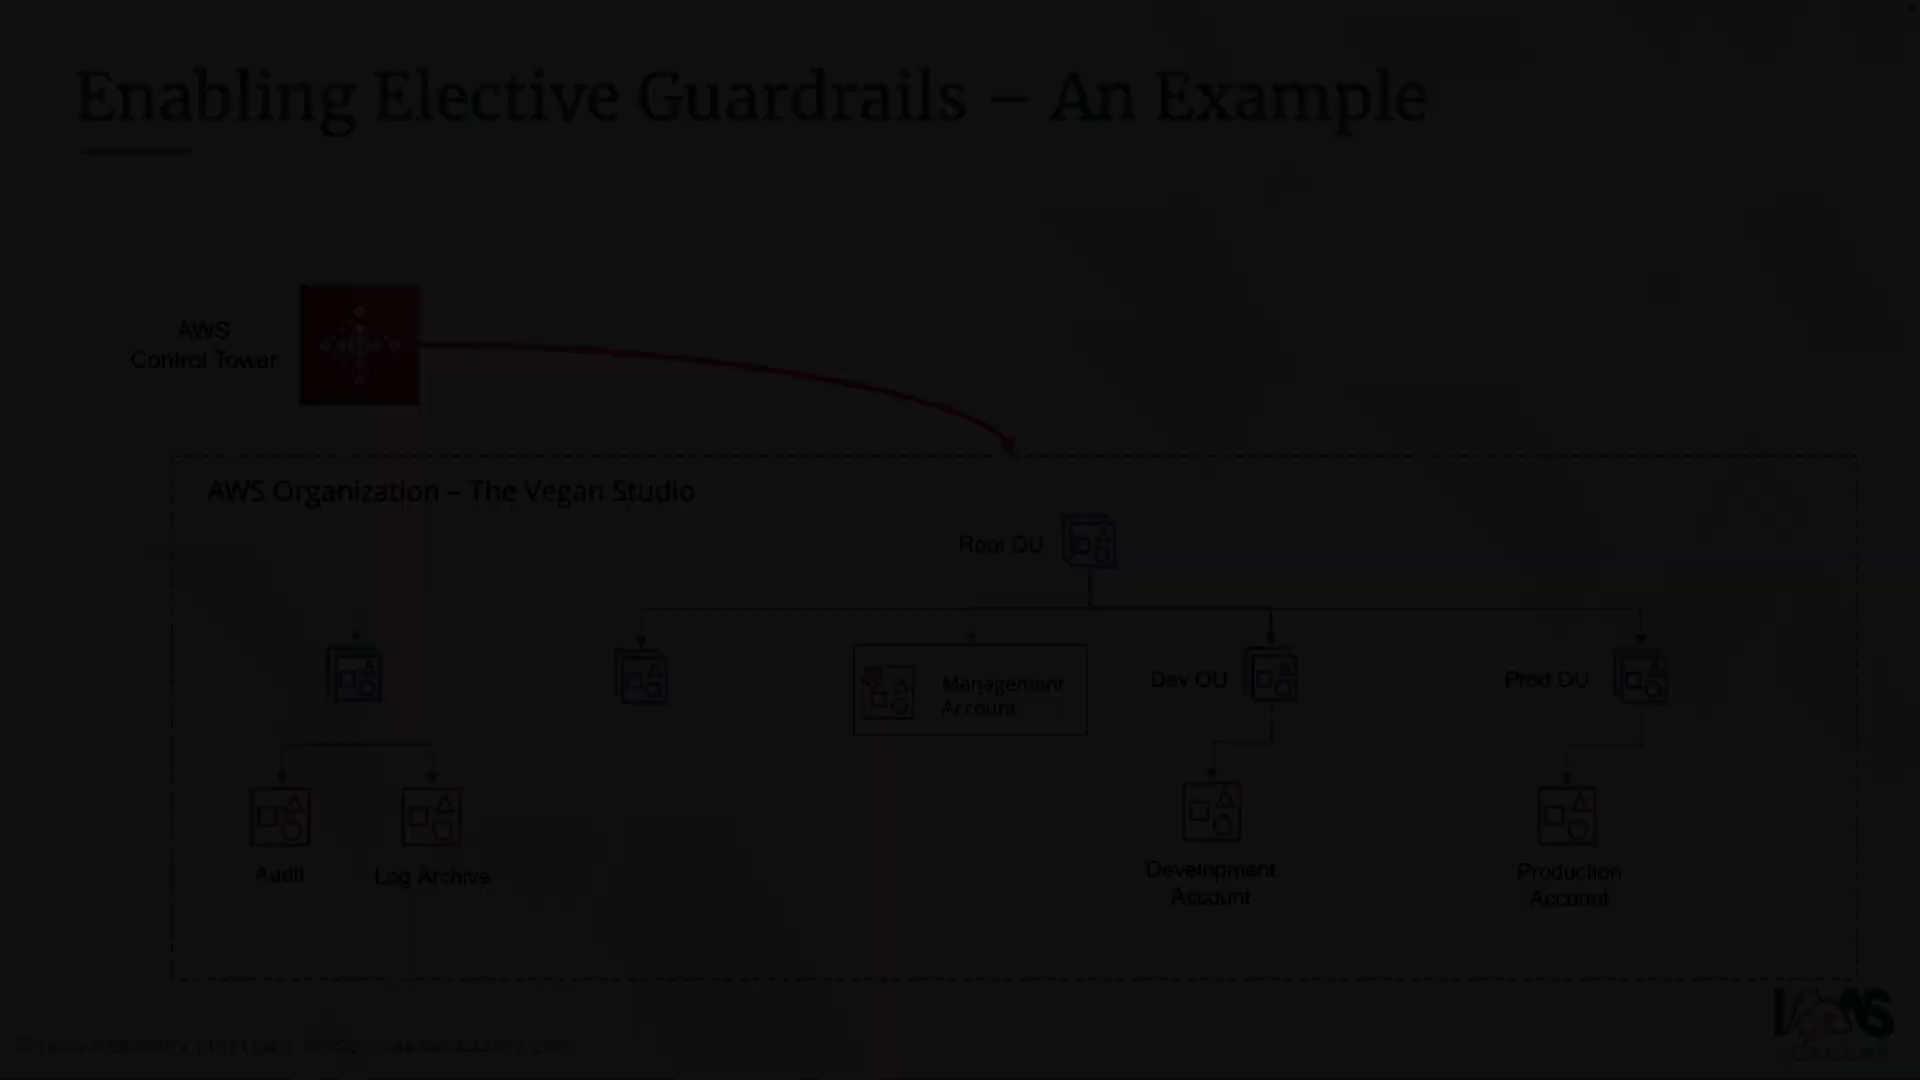 Enabling Elective Guardrails – An Example
AWS
Control Tower
AWS Organization – The Vegan Studio
Root OU
Management
Account
Dev OU
Prod OU
Audit
Log Archive
Development
Account
Production
Account